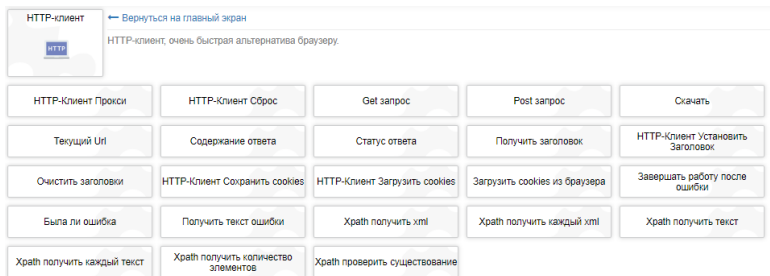 HTTP-клиент
← Вернуться на главный экран
HTTP
HTTP-клиент, очень быстрая альтернатива браузеру.
HTTP-Клиент Прокси
HTTP-Клиент Сброс
Get запрос
Post запрос
Скачать
Текущий Url
Содержание ответа
Статус ответа
Получить заголовок
HTTP-Клиент Установить
Заголовок
Очистить заголовки
HTTP-Клиент Сохранить cookies
HTTP-Клиент Загрузить cookies
Загрузить cookies из браузера
Завершать работу после
ошибки
Была ли ошибка
Получить текст ошибки
Xpath получить xml
Xpath получить каждый xml
Xpath получить текст
Xpath получить каждый текст
Xpath получить количество
элементов
Xpath проверить существование